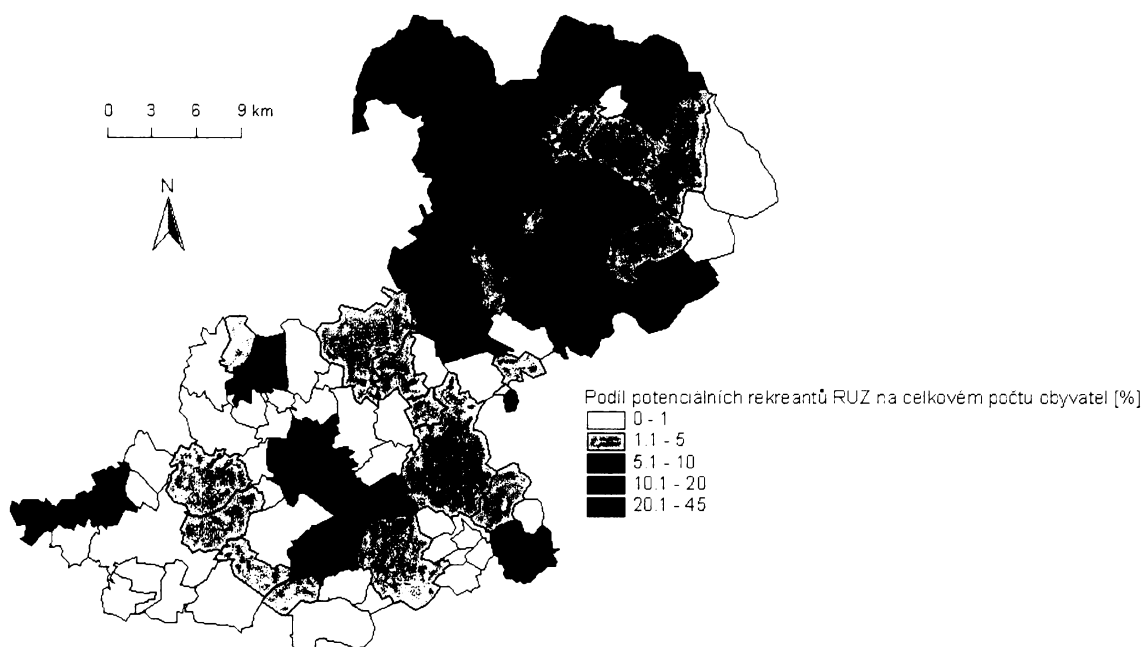 0 3 6 9 km
N
Podíl potenciálních rekreantů RUZ na celkovém počtu obyvatel [%]
0 - 1
1.1 - 5
5.1 - 10
10.1 - 20
20.1 - 45